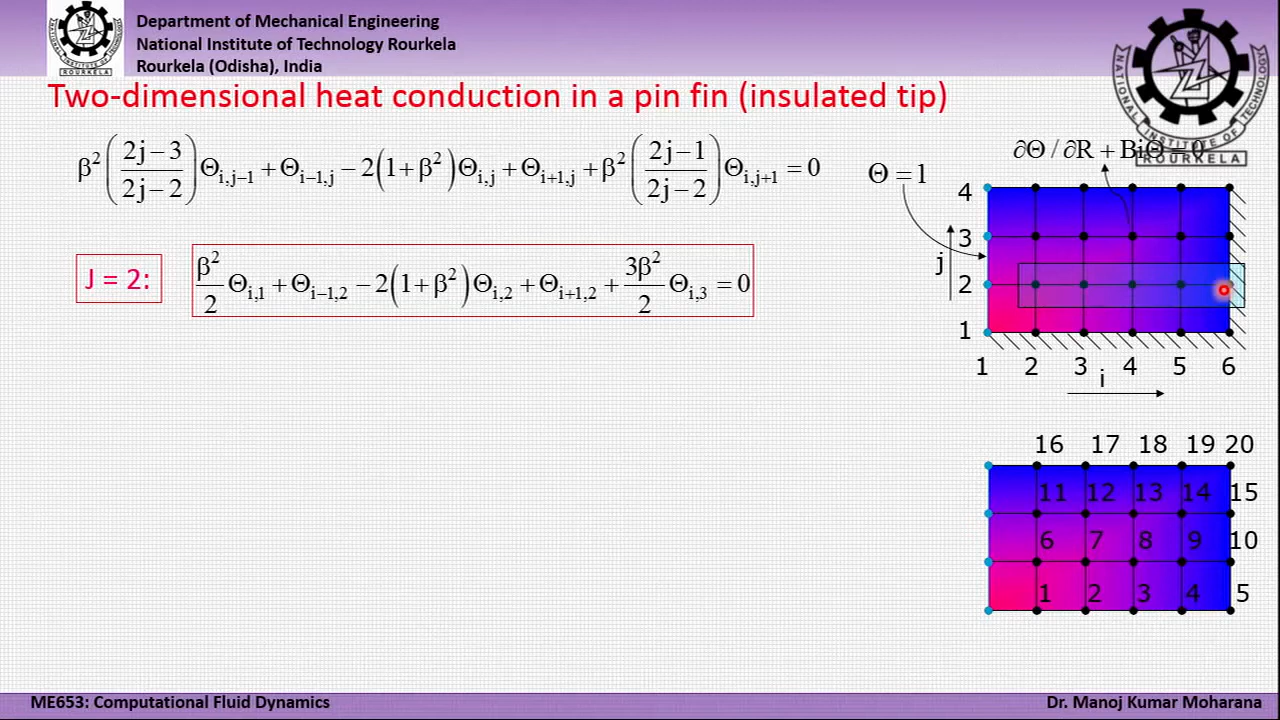 Department of Mechanical Engineering
National Institute of Technology Rourkela
Rourkela (Odisha), India
NATIONAL INSTITUTE OF TECHNOLOGY
ROURKELA
Two-dimensional heat conduction in a pin fin (insulated tip)
β²((2j−3)/(2j−2))Θi,j−1 + Θi−1,j − 2(1+β²)Θi,j + Θi+1,j + β²((2j−1)/(2j−2))Θi,j+1 = 0
∂Θ / ∂R + BiΘ = 0
Θ = 1
J = 2:
β²/2 Θi,1 + Θi−1,2 − 2(1+β²)Θi,2 + Θi+1,2 + 3β²/2 Θi,3 = 0
4
3
j
2
1
1 2 3 4 5 6
i
16 17 18 19 20
11 12 13 14 15
6 7 8 9 10
1 2 3 4 5
ME653: Computational Fluid Dynamics
Dr. Manoj Kumar Moharana